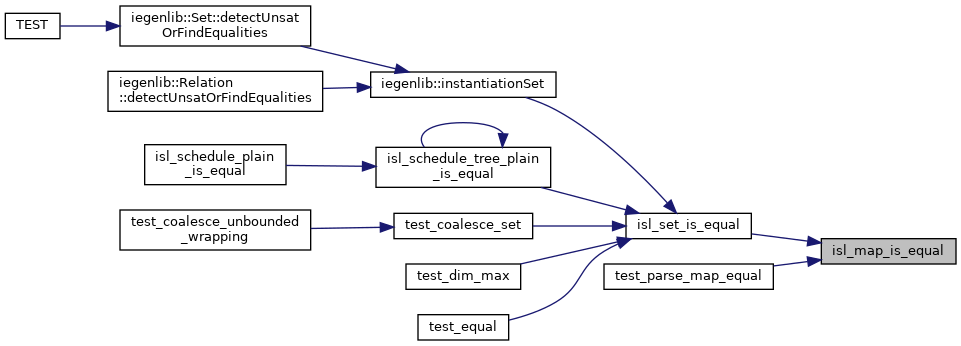 TEST
iegenlib::Set::detectUnsat
OrFindEqualities
iegenlib::Relation
::detectUnsatOrFindEqualities
iegenlib::instantiationSet
isl_schedule_plain
_is_equal
isl_schedule_tree_plain
_is_equal
test_coalesce_unbounded
_wrapping
test_coalesce_set
isl_set_is_equal
isl_map_is_equal
test_dim_max
test_parse_map_equal
test_equal